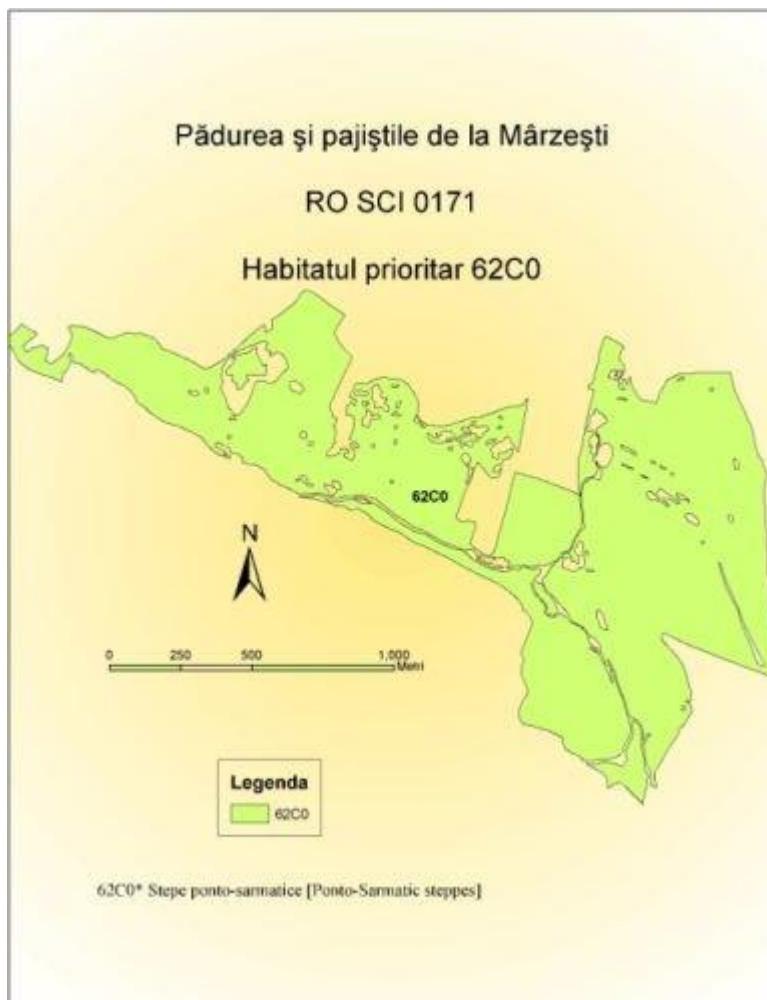 Pădurea şi pajiştile de la Mârzeşti
RO SCI 0171
Habitatul prioritar 62C0
62C0
N
0 250 500 1,000
Metri
Legenda
62C0
62C0* Stepe ponto-sarmatice [Ponto-Sarmatic steppes]